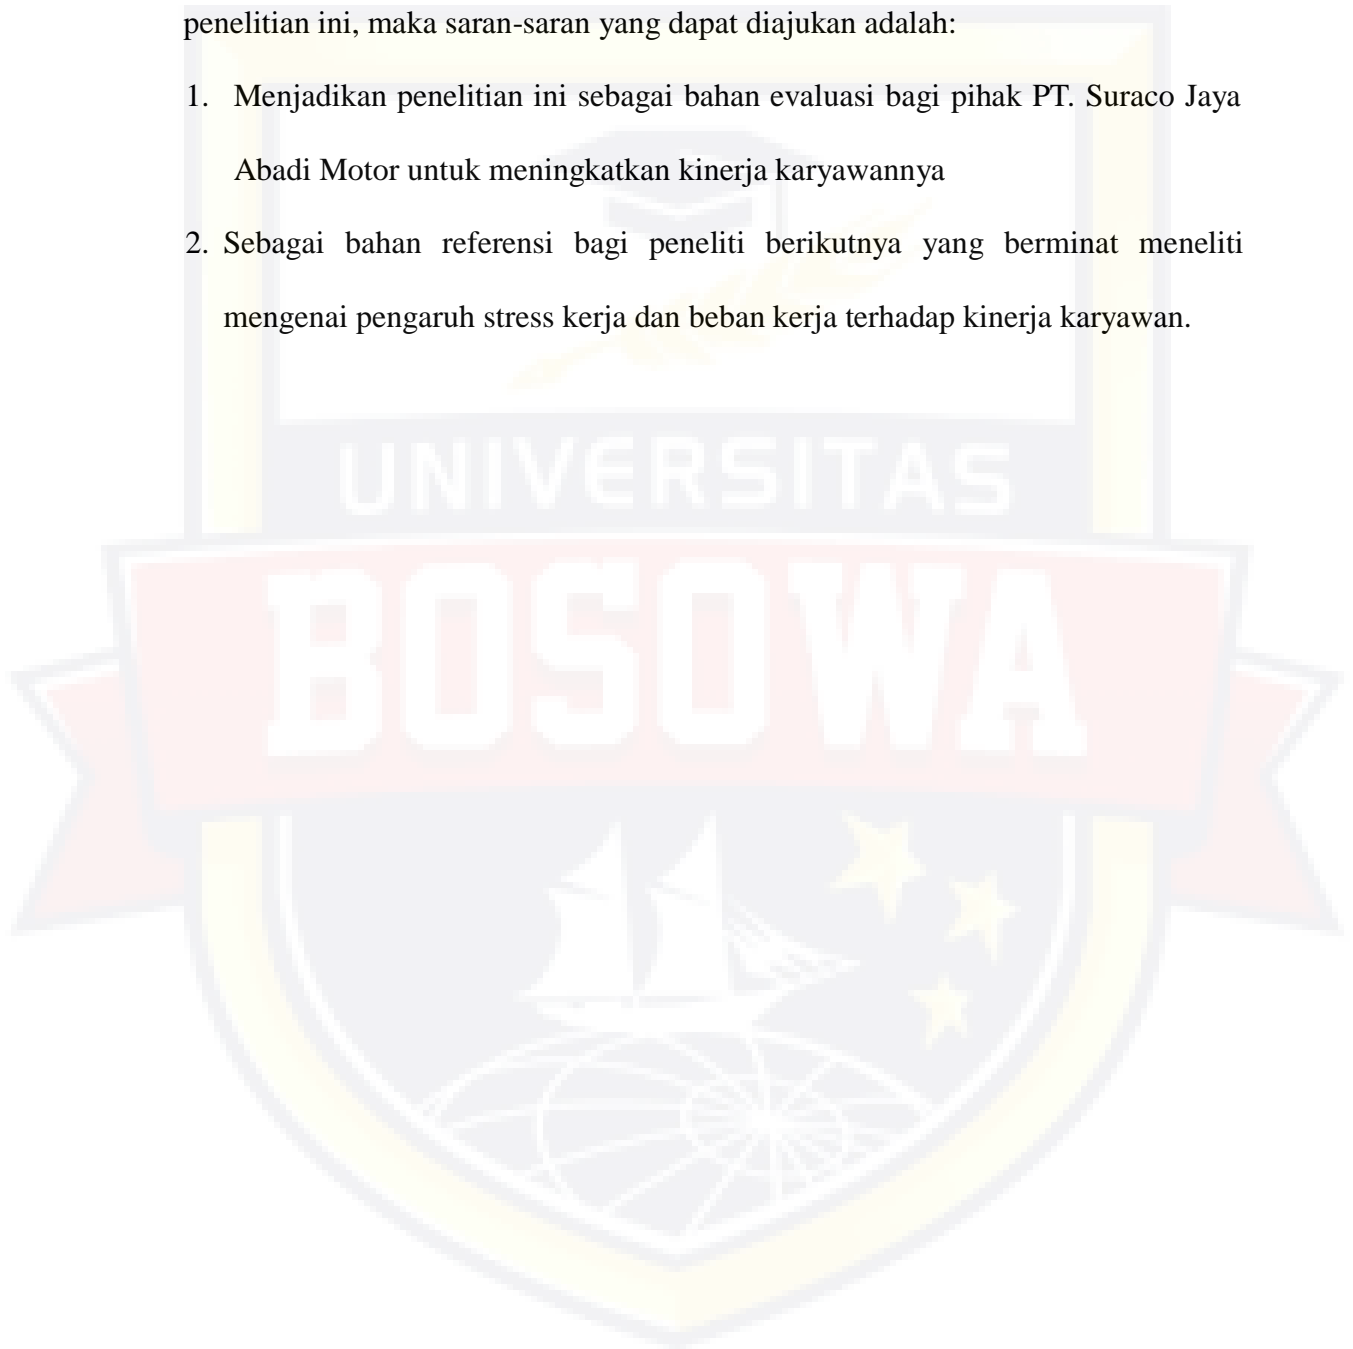 penelitian ini, maka saran-saran yang dapat diajukan adalah:
1. Menjadikan penelitian ini sebagai bahan evaluasi bagi pihak PT. Suraco Jaya
Abadi Motor untuk meningkatkan kinerja karyawannya
2. Sebagai bahan referensi bagi peneliti berikutnya yang berminat meneliti
mengenai pengaruh stress kerja dan beban kerja terhadap kinerja karyawan.
UNIVERSITAS
BOSOWA